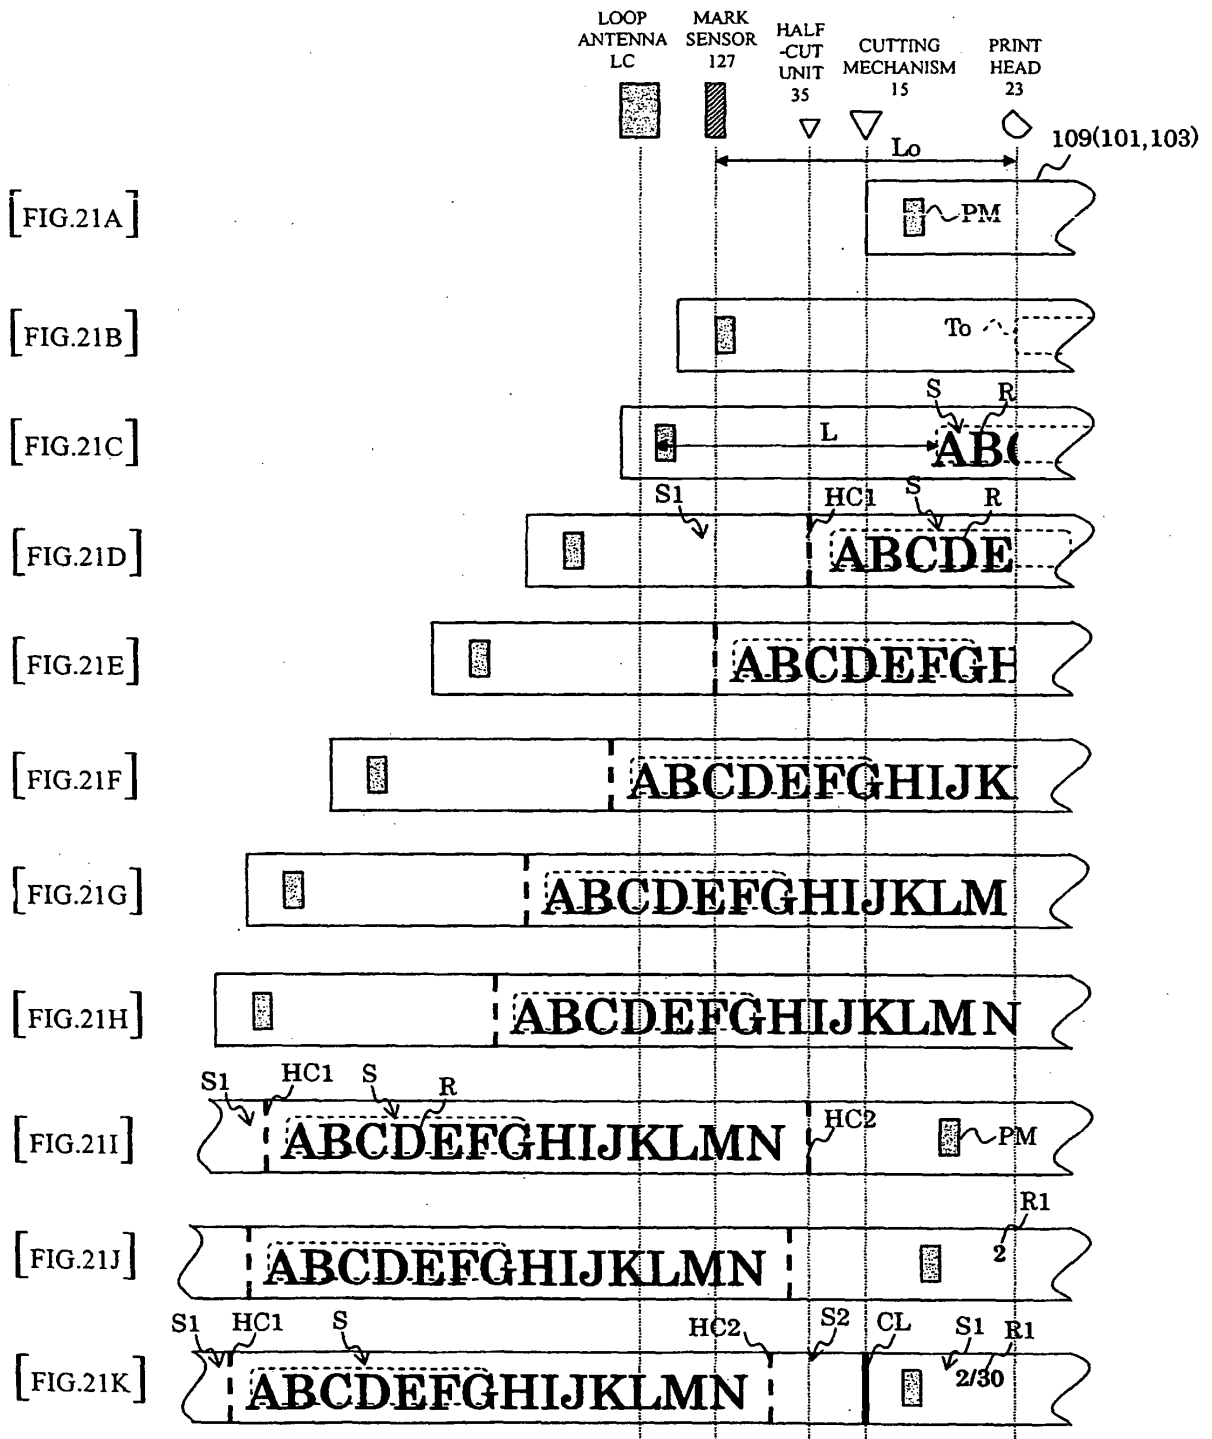 LOOP
ANTENNA
LC
MARK
SENSOR
127
HALF
-CUT
UNIT
35
CUTTING
MECHANISM
15
PRINT
HEAD
23
Lo
109(101,103)
[FIG.21A]
PM
[FIG.21B]
To
[FIG.21C]
L
S
R
ABC
[FIG.21D]
S1
HC1
S
R
ABCDE
[FIG.21E]
ABCDEFGH
[FIG.21F]
ABCDEFGHIJK
[FIG.21G]
ABCDEFGHIJKLM
[FIG.21H]
ABCDEFGHIJKLMN
[FIG.21I]
S1
HC1
S
R
ABCDEFGHIJKLMN
HC2
PM
[FIG.21J]
ABCDEFGHIJKLMN
R1
2
[FIG.21K]
S1
HC1
S
HC2
S2
CL
S1
R1
ABCDEFGHIJKLMN
2/30